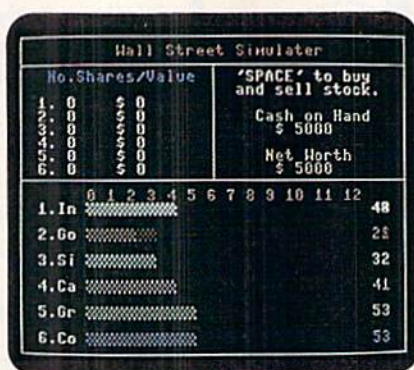 Wall Street Simulater
No.Shares/Value
1. 0 $ 0
2. 0 $ 0
3. 0 $ 0
4. 0 $ 0
5. 0 $ 0
6. 0 $ 0
'SPACE' to buy
and sell stock.
Cash on Hand
$ 5000
Net Worth
$ 5000
0 1 2 3 4 5 6 7 8 9 10 11 12
1.In 48
2.Go
3.Si 32
4.Ca 41
5.Gr 53
6.Co 53